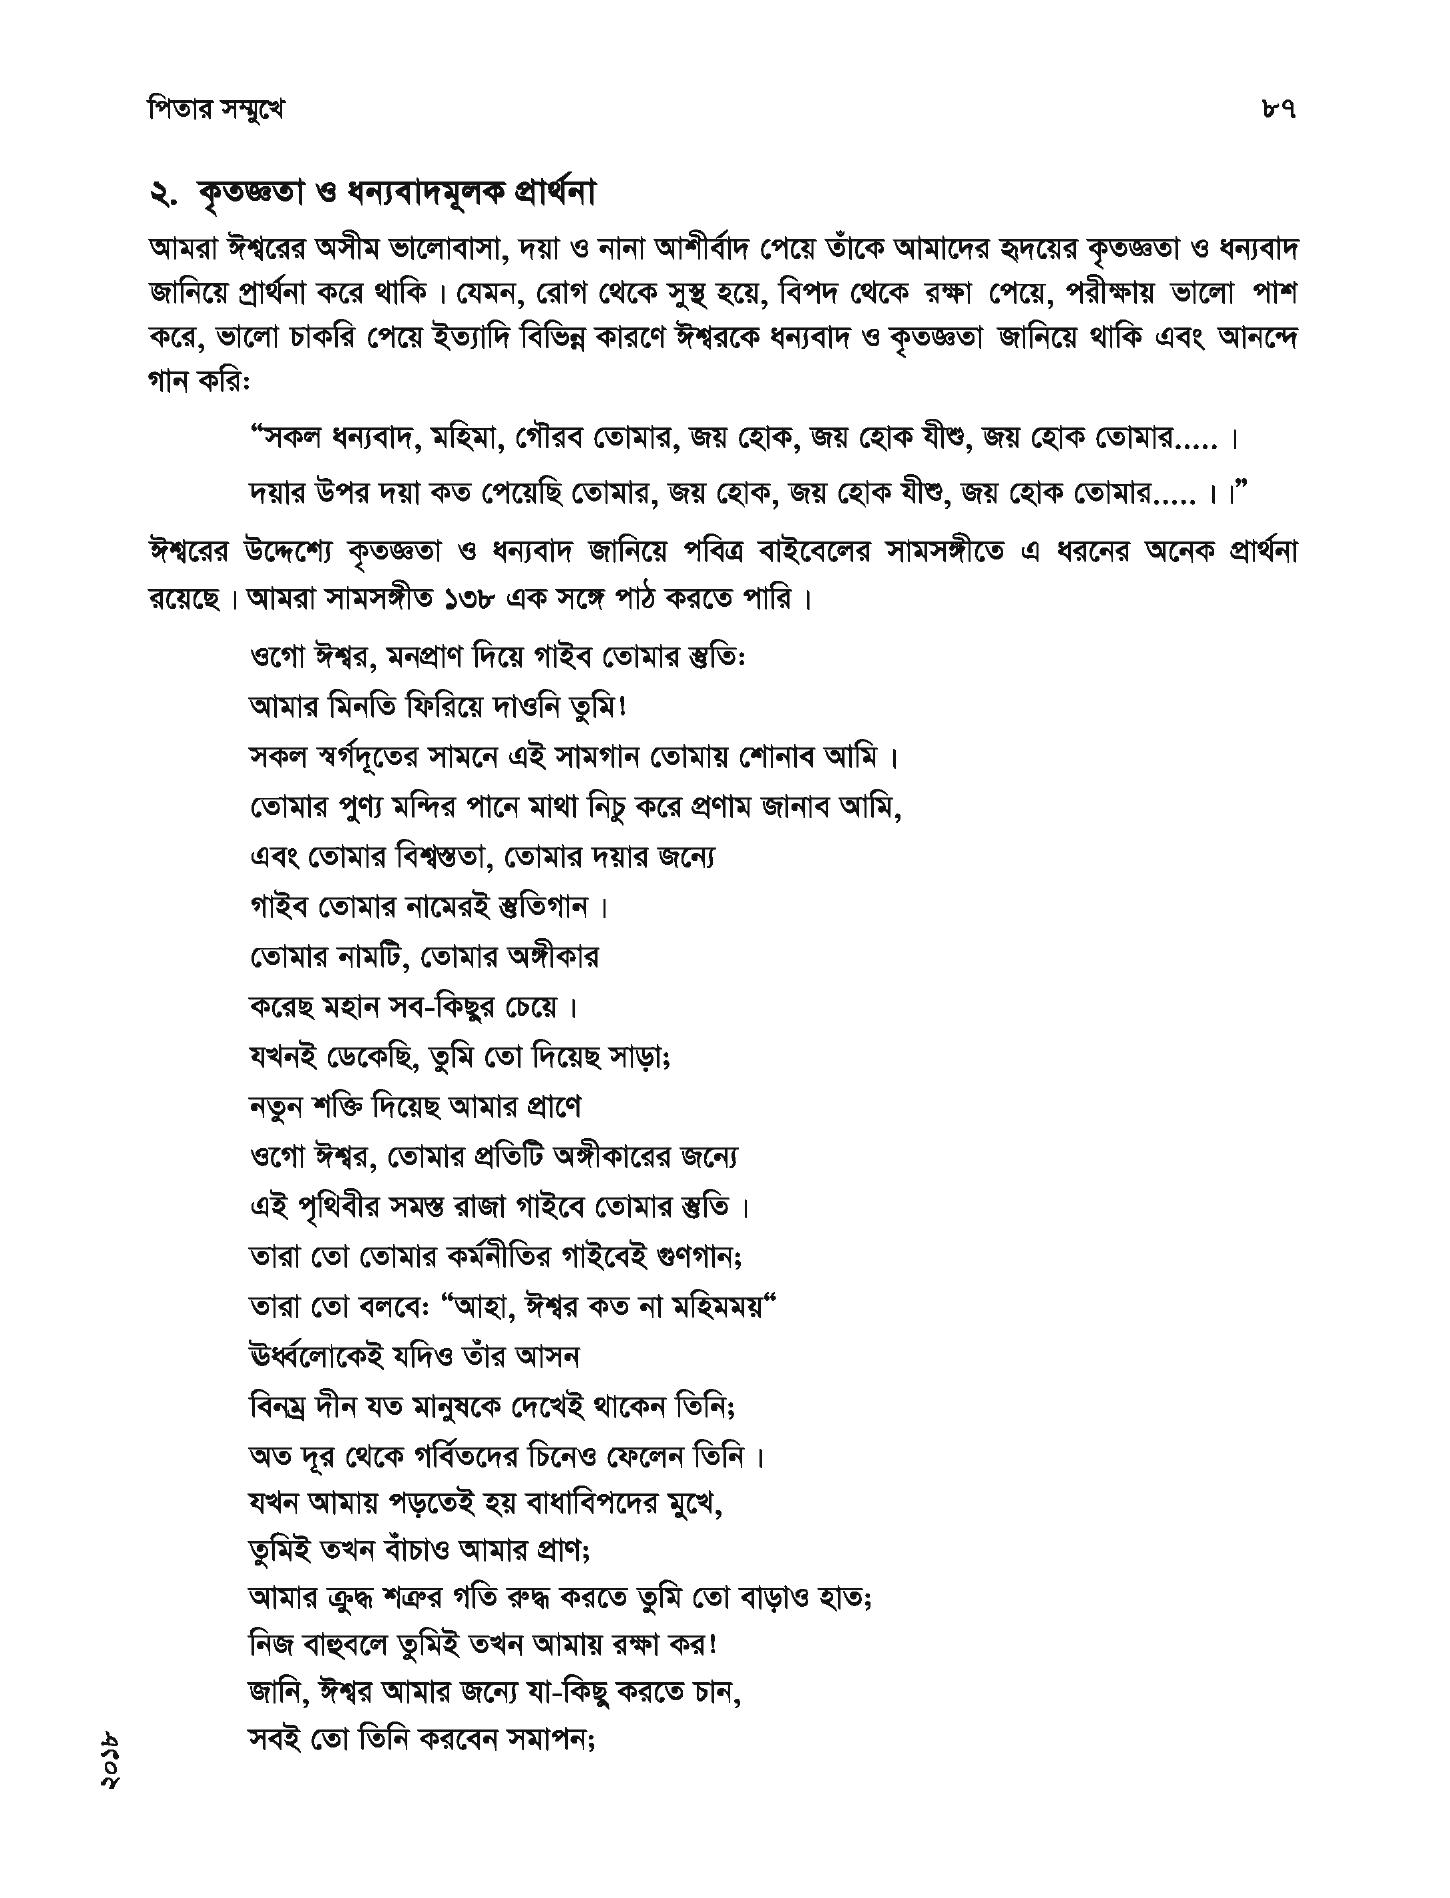 পিতার সম্মুখে ৮৭
২. কৃতজ্ঞতা ও ধন্যবাদমূলক প্রার্থনা
আমরা ঈশ্বরের অসীম ভালোবাসা, দয়া ও নানা আশীর্বাদ পেয়ে তাঁকে আমাদের হৃদয়ের কৃতজ্ঞতা ও ধন্যবাদ
জানিয়ে প্রার্থনা করে থাকি। যেমন, রোগ থেকে সুস্থ হয়ে, বিপদ থেকে রক্ষা পেয়ে, পরীক্ষায় ভালো পাশ
করে, ভালো চাকরি পেয়ে ইত্যাদি বিভিন্ন কারণে ঈশ্বরকে ধন্যবাদ ও কৃতজ্ঞতা জানিয়ে থাকি এবং আনন্দে
গান করি:
“সকল ধন্যবাদ, মহিমা, গৌরব তোমার, জয় হোক, জয় হোক যীশু, জয় হোক তোমার..... ।
দয়ার উপর দয়া কত পেয়েছি তোমার, জয় হোক, জয় হোক যীশু, জয় হোক তোমার..... ।।”
ঈশ্বরের উদ্দেশ্যে কৃতজ্ঞতা ও ধন্যবাদ জানিয়ে পবিত্র বাইবেলের সামসঙ্গীতে এ ধরনের অনেক প্রার্থনা
রয়েছে। আমরা সামসঙ্গীত ১৩৮ এক সঙ্গে পাঠ করতে পারি।
ওগো ঈশ্বর, মনপ্রাণ দিয়ে গাইব তোমার স্তুতি:
আমার মিনতি ফিরিয়ে দাওনি তুমি!
সকল স্বর্গদূতের সামনে এই সামগান তোমায় শোনাব আমি।
তোমার পুণ্য মন্দির পানে মাথা নিচু করে প্রণাম জানাব আমি,
এবং তোমার বিশ্বস্ততা, তোমার দয়ার জন্যে
গাইব তোমার নামেরই স্তুতিগান।
তোমার নামটি, তোমার অঙ্গীকার
করেছ মহান সব-কিছুর চেয়ে।
যখনই ডেকেছি, তুমি তো দিয়েছ সাড়া;
নতুন শক্তি দিয়েছ আমার প্রাণে
ওগো ঈশ্বর, তোমার প্রতিটি অঙ্গীকারের জন্যে
এই পৃথিবীর সমস্ত রাজা গাইবে তোমার স্তুতি।
তারা তো তোমার কর্মনীতির গাইবেই গুণগান;
তারা তো বলবে: “আহা, ঈশ্বর কত না মহিমময়“
ঊর্ধ্বলোকেই যদিও তাঁর আসন
বিনম্র দীন যত মানুষকে দেখেই থাকেন তিনি;
অত দূর থেকে গর্বিতদের চিনেও ফেলেন তিনি।
যখন আমায় পড়তেই হয় বাধাবিপদের মুখে,
তুমিই তখন বাঁচাও আমার প্রাণ;
আমার ক্রুদ্ধ শত্রুর গতি রুদ্ধ করতে তুমি তো বাড়াও হাত;
নিজ বাহুবলে তুমিই তখন আমায় রক্ষা কর!
জানি, ঈশ্বর আমার জন্যে যা-কিছু করতে চান,
সবই তো তিনি করবেন সমাপন;
২০১৮